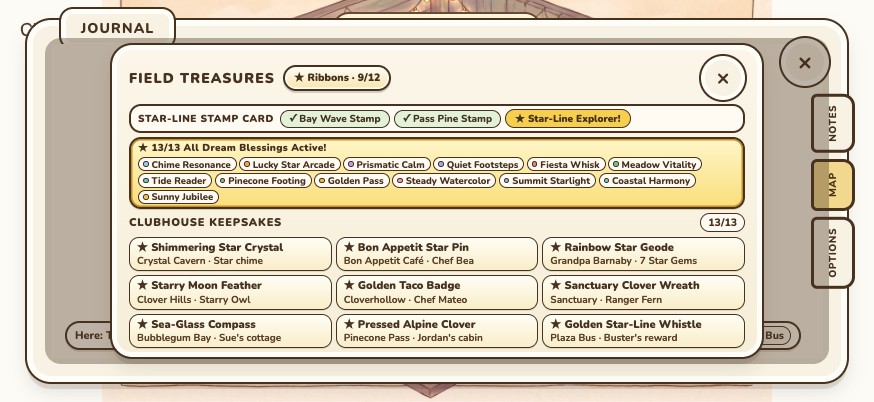 JOURNAL
FIELD TREASURES ★ Ribbons · 9/12 ×
×
STAR-LINE STAMP CARD ✓ Bay Wave Stamp ✓ Pass Pine Stamp ★ Star-Line Explorer!
★ 13/13 All Dream Blessings Active!
Chime Resonance Lucky Star Arcade Prismatic Calm Quiet Footsteps Fiesta Whisk Meadow Vitality
Tide Reader Pinecone Footing Golden Pass Steady Watercolor Summit Starlight Coastal Harmony
Sunny Jubilee
CLUBHOUSE KEEPSAKES 13/13
★ Shimmering Star Crystal ★ Bon Appetit Star Pin ★ Rainbow Star Geode
Crystal Cavern · Star chime Bon Appetit Café · Chef Bea Grandpa Barnaby · 7 Star Gems
★ Starry Moon Feather ★ Golden Taco Badge ★ Sanctuary Clover Wreath
Clover Hills · Starry Owl Cloverhollow · Chef Mateo Sanctuary · Ranger Fern
★ Sea-Glass Compass ★ Pressed Alpine Clover ★ Golden Star-Line Whistle
Bubblegum Bay · Sue's cottage Pinecone Pass · Jordan's cabin Plaza Bus · Buster's reward
Here: Bus
NOTES
MAP
OPTIONS